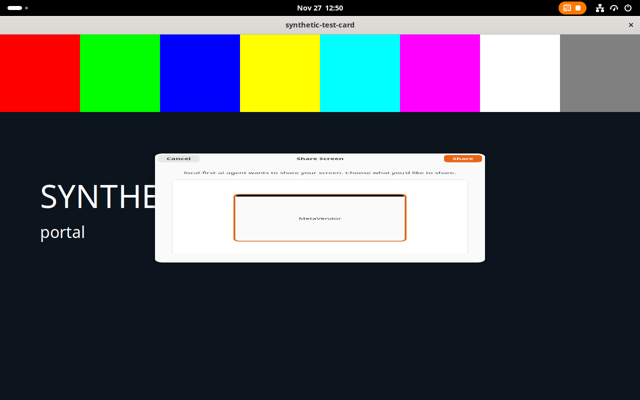 Nov 27 12:50
synthetic-test-card
Cancel
Share Screen
Share
local-first-ai-agent wants to share your screen. Choose what you'd like to share.
MetaVendor
SYNTHE
portal